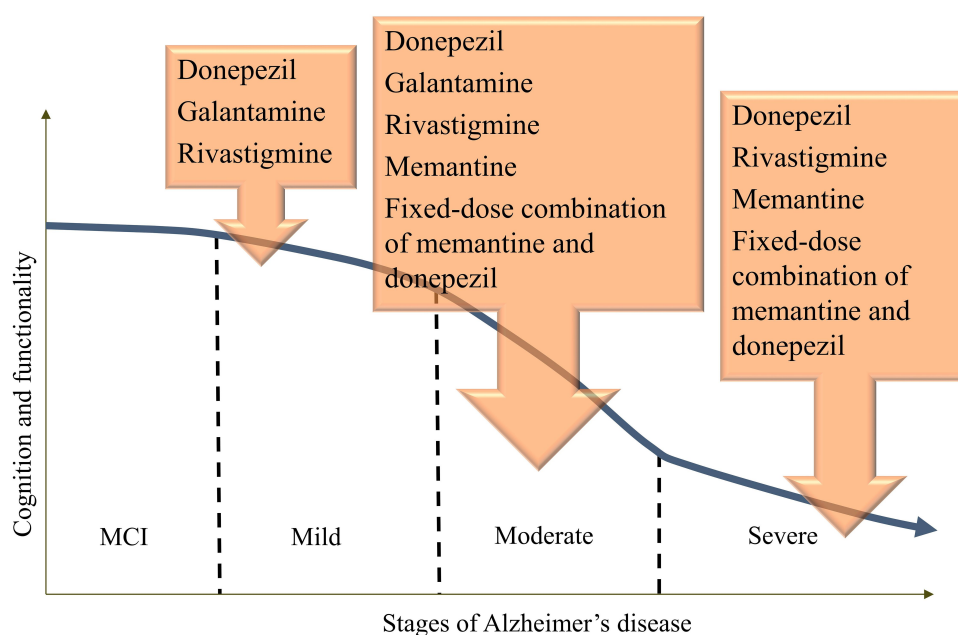 Donepezil
Galantamine
Rivastigmine
Donepezil
Galantamine
Rivastigmine
Memantine
Fixed-dose combination
of memantine and
donepezil
Donepezil
Rivastigmine
Memantine
Fixed-dose
combination of
memantine and
donepezil
Cognition and functionality
MCI
Mild
Moderate
Severe
Stages of Alzheimer’s disease